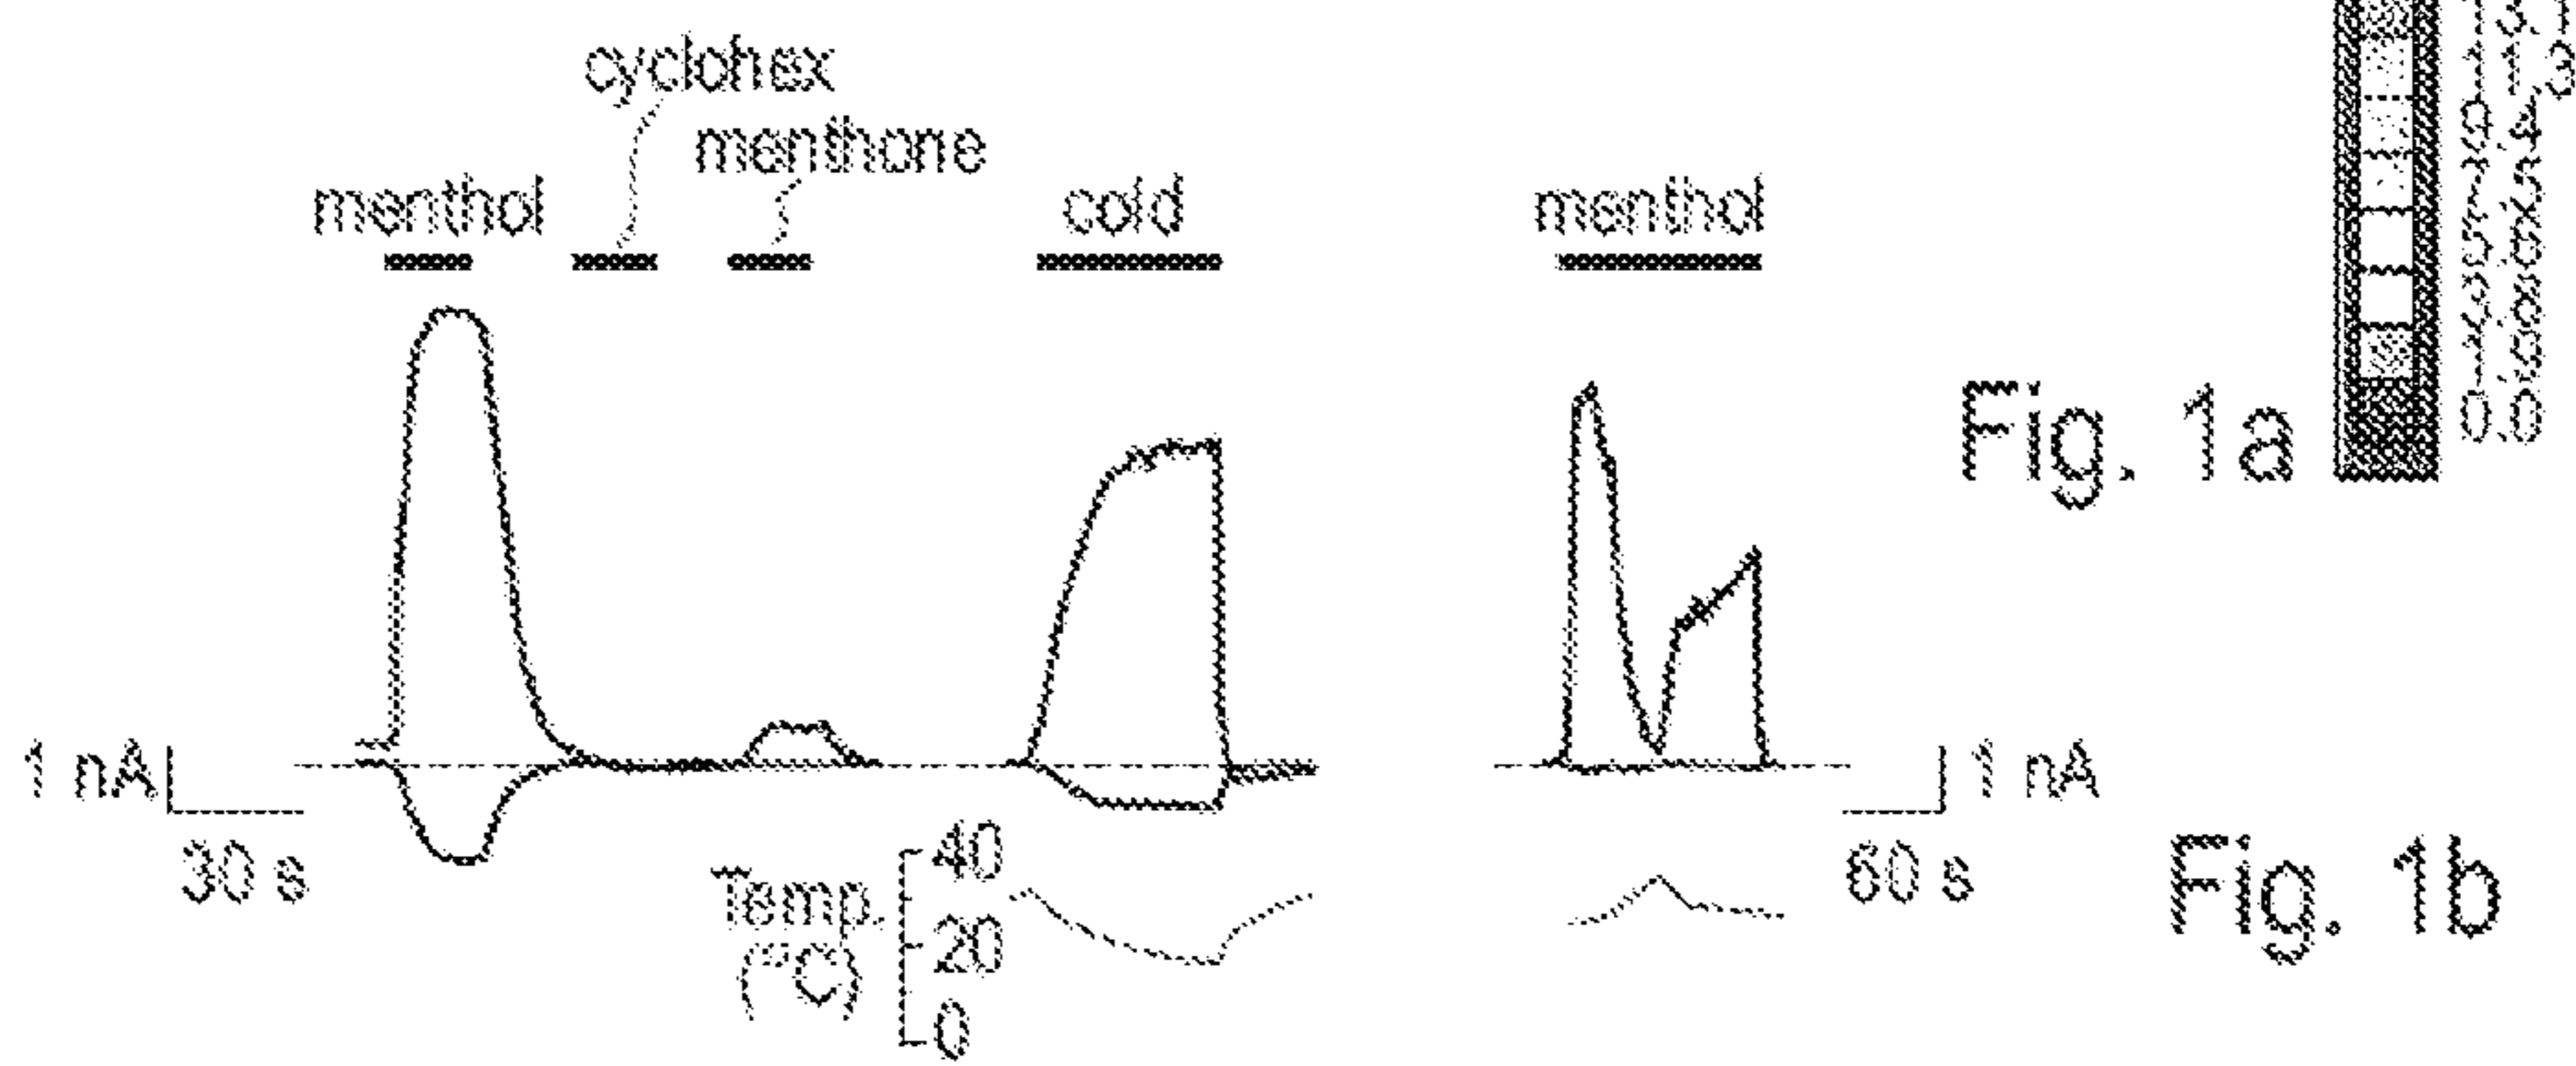 cyclohex
menthone
menthol
cold
menthol
Fig. 1a
0.0
1 nA
30 s
1 nA
60 s
Temp.
(°C)
40
20
0
Fig. 1b